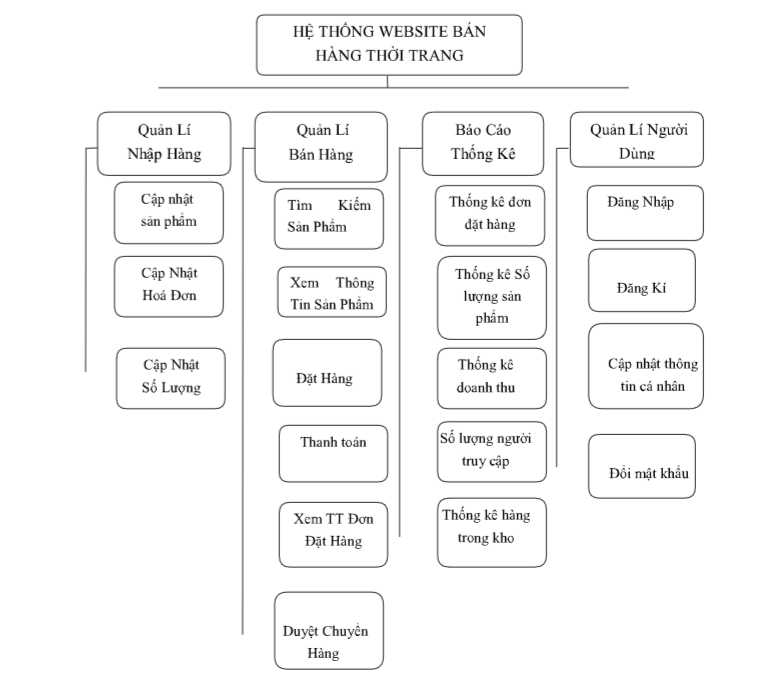 HỆ THỐNG WEBSITE BÁN
HÀNG THỜI TRANG
Quản Lí
Nhập Hàng
Cập nhật
sản phẩm
Cập Nhật
Hoá Đơn
Cập Nhật
Số Lượng
Quản Lí
Bán Hàng
Tìm Kiếm
Sản Phẩm
Xem Thông
Tin Sản Phẩm
Đặt Hàng
Thanh toán
Xem TT Đơn
Đặt Hàng
Duyệt Chuyển
Hàng
Báo Cáo
Thống Kê
Thống kê đơn
đặt hàng
Thống kê Số
lượng sản
phẩm
Thống kê
doanh thu
Số lượng người
truy cập
Thống kê hàng
trong kho
Quản Lí Người
Dùng
Đăng Nhập
Đăng Kí
Cập nhật thông
tin cá nhân
Đổi mật khẩu